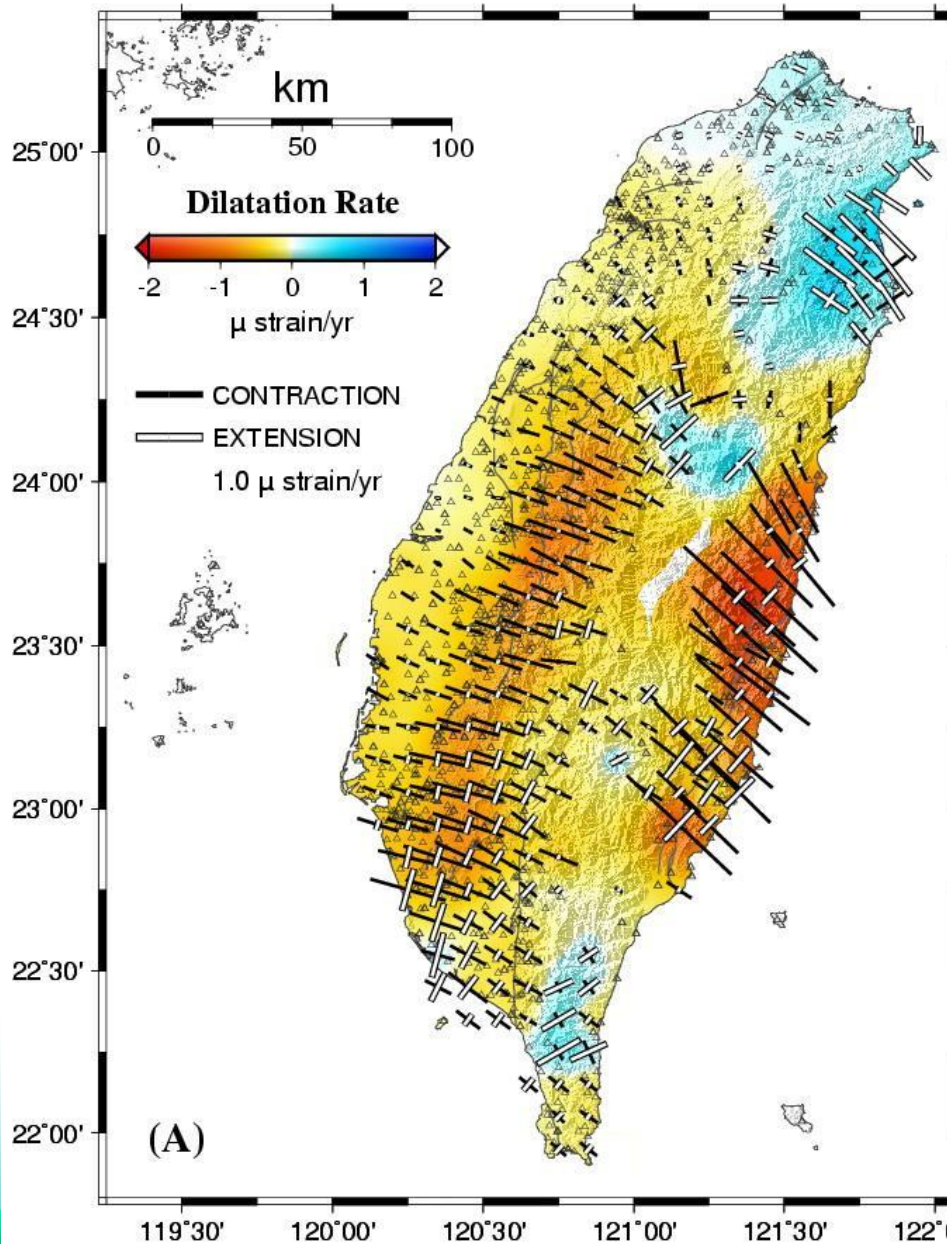 km
0 50 100
Dilatation Rate
-2 -1 0 1 2
μ strain/yr
CONTRACTION
EXTENSION
1.0 μ strain/yr
25°00'
24°30'
24°00'
23°30'
23°00'
22°30'
22°00'
(A)
119°30' 120°00' 120°30' 121°00' 121°30' 122°0